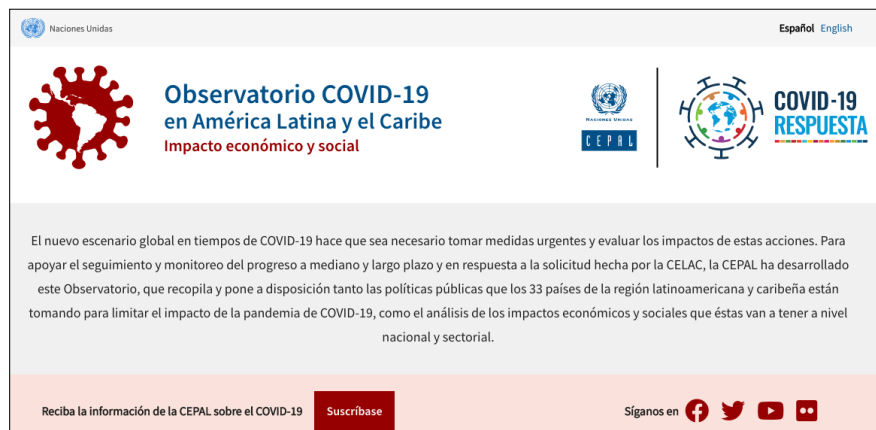 Naciones Unidas
Español English
Observatorio COVID-19
en América Latina y el Caribe
Impacto económico y social
NACIONES UNIDAS
CEPAL
COVID-19
RESPUESTA
El nuevo escenario global en tiempos de COVID-19 hace que sea necesario tomar medidas urgentes y evaluar los impactos de estas acciones. Para
apoyar el seguimiento y monitoreo del progreso a mediano y largo plazo y en respuesta a la solicitud hecha por la CELAC, la CEPAL ha desarrollado
este Observatorio, que recopila y pone a disposición tanto las políticas públicas que los 33 países de la región latinoamericana y caribeña están
tomando para limitar el impacto de la pandemia de COVID-19, como el análisis de los impactos económicos y sociales que éstas van a tener a nivel
nacional y sectorial.
Reciba la información de la CEPAL sobre el COVID-19 Suscríbase Síganos en